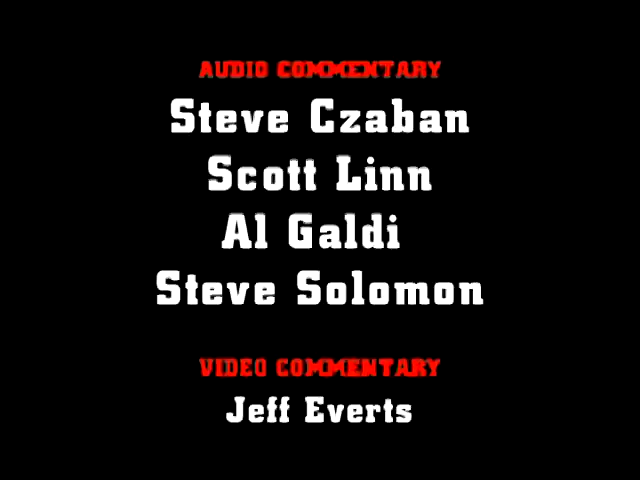 AUDIO COMMENTARY
Steve Czaban
Scott Linn
Al Galdi
Steve Solomon
VIDEO COMMENTARY
Jeff Everts